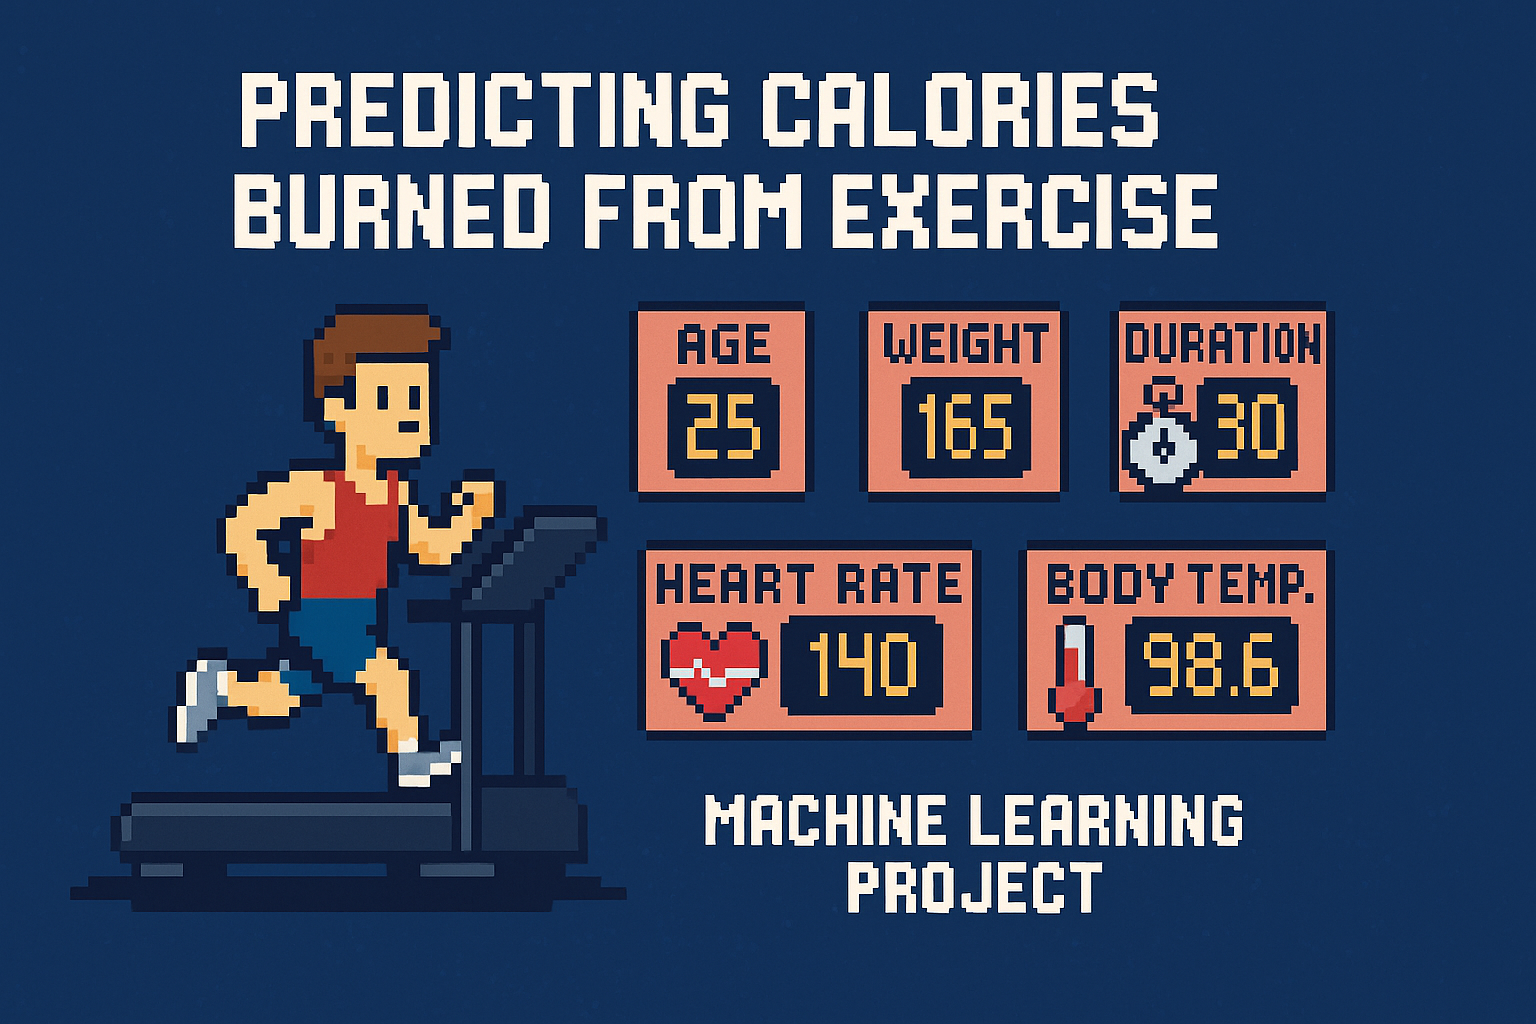 PREDICTING CALORIES
BURNED FROM EXERCISE
AGE
25
WEIGHT
165
DURATION
30
HEART RATE
140
BODY TEMP.
98.6
MACHINE LEARNING
PROJECT